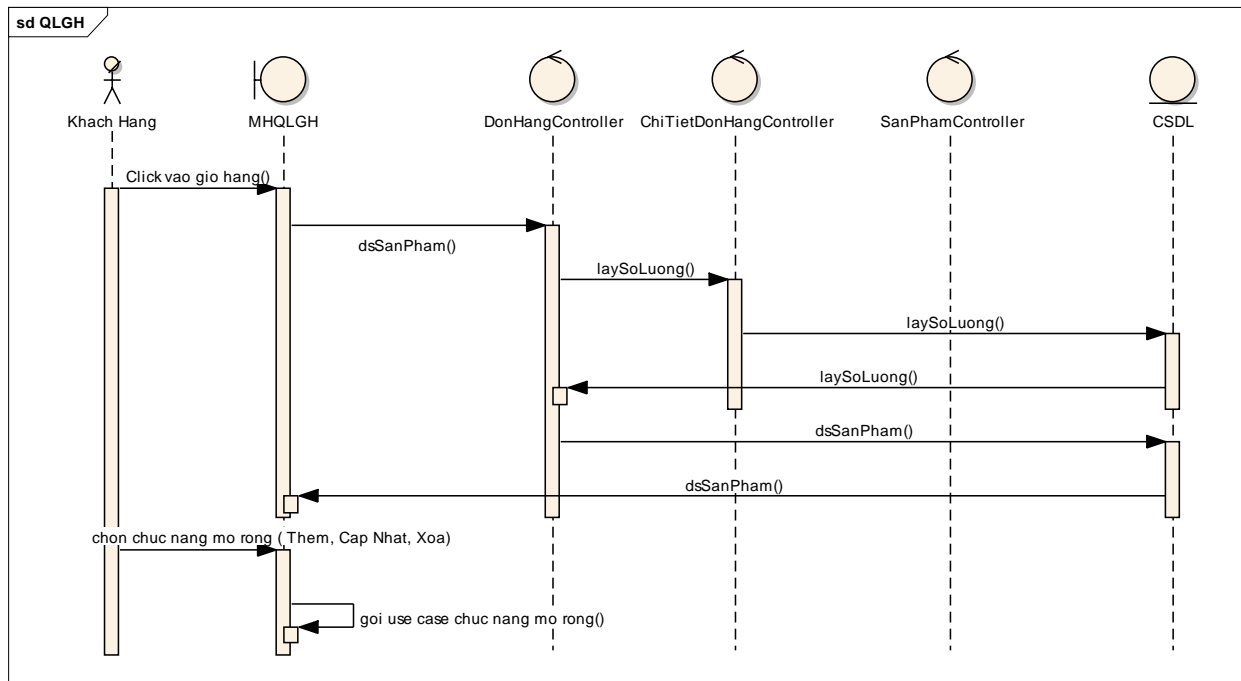 sd QLGH
Khach Hang
MHQLGH
DonHangController
ChiTietDonHangController
SanPhamController
CSDL
Click vao gio hang()
dsSanPham()
laySoLuong()
laySoLuong()
laySoLuong()
dsSanPham()
dsSanPham()
chon chuc nang mo rong ( Them, Cap Nhat, Xoa)
goi use case chuc nang mo rong()